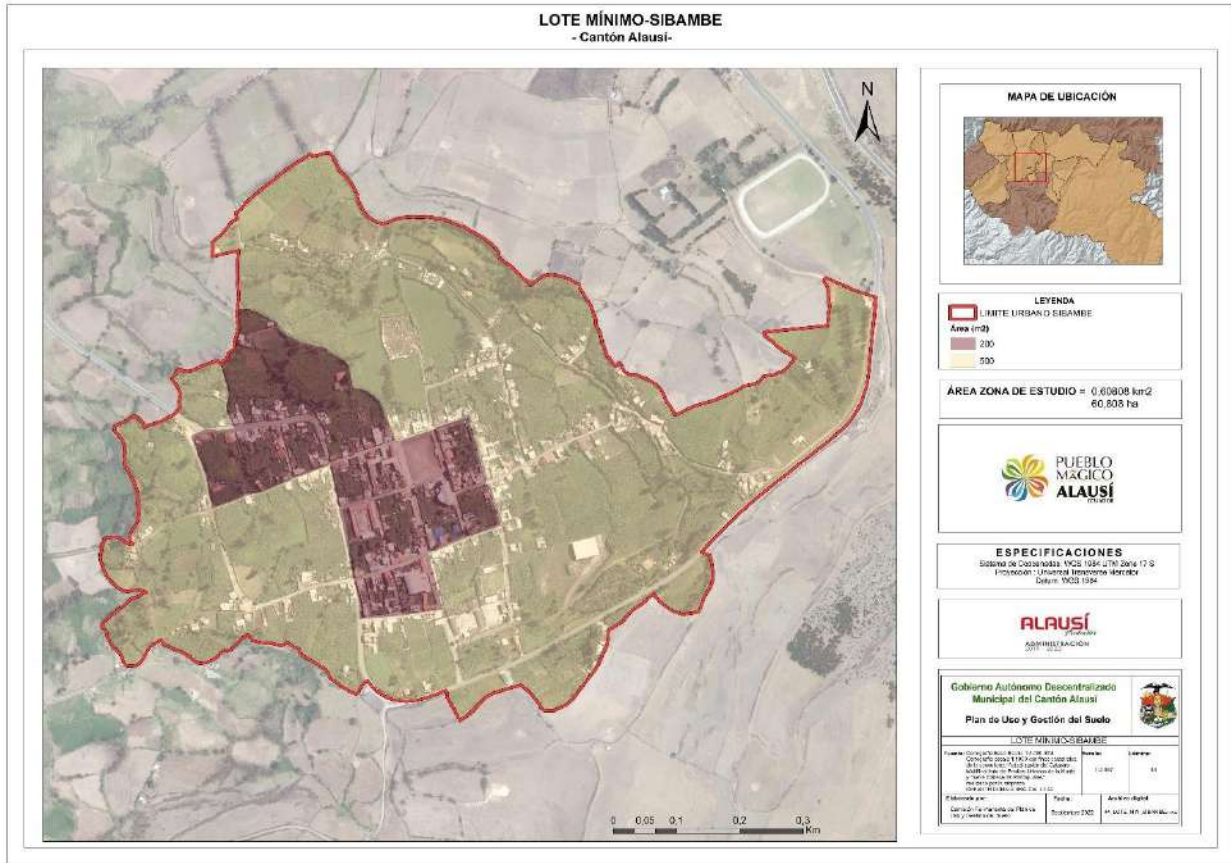 LOTE MÍNIMO-SIBAMBE
- Cantón Alausí-
N
0 0,05 0,1 0,2 0,3
Km
MAPA DE UBICACIÓN
LEYENDA
LIMITE URBANO SIBAMBE
Área (m2)
200
500
ÁREA ZONA DE ESTUDIO = 0,60808 km2
60,808 ha
PUEBLO
MÁGICO
ALAUSÍ
ECUADOR
ESPECIFICACIONES
Sistema de Coordenadas: WGS 1984 UTM Zone 17 S
Proyección: Universal Transverse Mercator
Datum: WGS 1984
ALAUSÍ
ADMINISTRACIÓN
Gobierno Autónomo Descentralizado
Municipal del Cantón Alausí
Plan de Uso y Gestión del Suelo
LOTE MÍNIMO-SIBAMBE
Elaborado por:
Fecha:
Archivo digital
Septiembre 2022